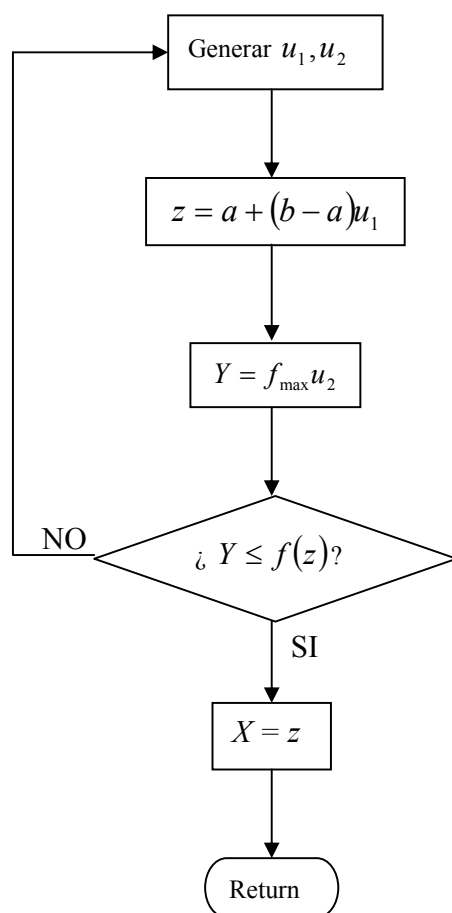 Generar u₁,u₂
z = a + (b − a)u₁
Y = f_max u₂
NO
¿ Y ≤ f(z)?
SI
X = z
Return